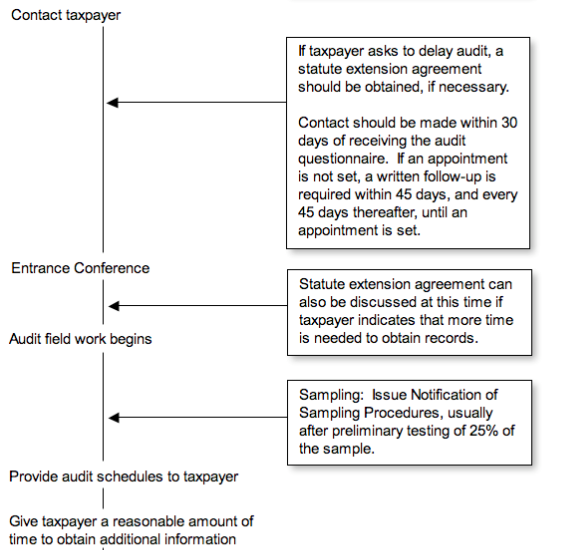 Contact taxpayer
If taxpayer asks to delay audit, a
statute extension agreement
should be obtained, if necessary.
Contact should be made within 30
days of receiving the audit
questionnaire.  If an appointment
is not set, a written follow-up is
required within 45 days, and every
45 days thereafter, until an
appointment is set.
Entrance Conference
Statute extension agreement can
also be discussed at this time if
taxpayer indicates that more time
is needed to obtain records.
Audit field work begins
Sampling:  Issue Notification of
Sampling Procedures, usually
after preliminary testing of 25% of
the sample.
Provide audit schedules to taxpayer
Give taxpayer a reasonable amount of
time to obtain additional information